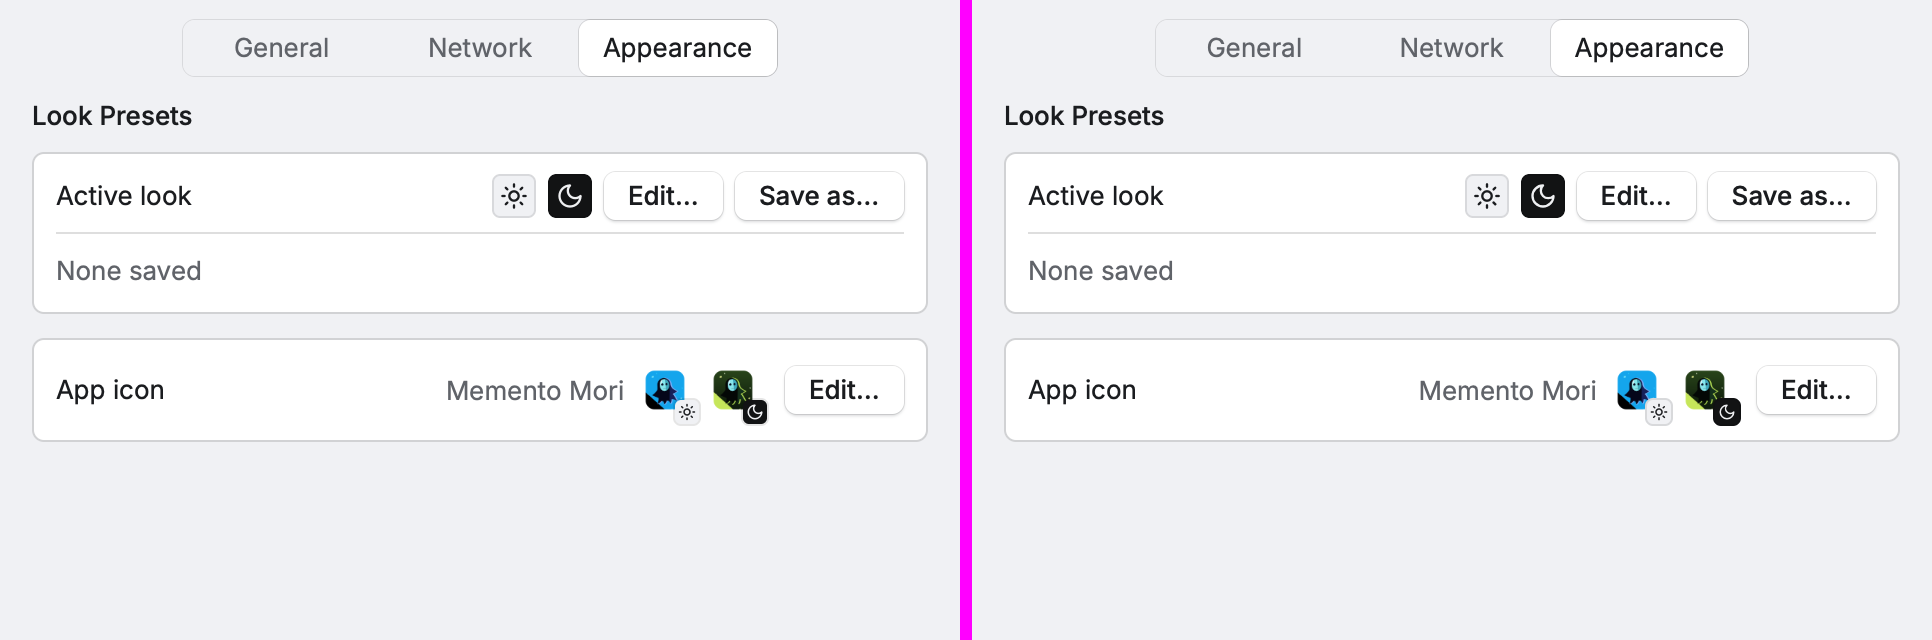 General Network Appearance
Look Presets
Active look Edit... Save as...
None saved
App icon Memento Mori Edit...
General Network Appearance
Look Presets
Active look Edit... Save as...
None saved
App icon Memento Mori Edit...